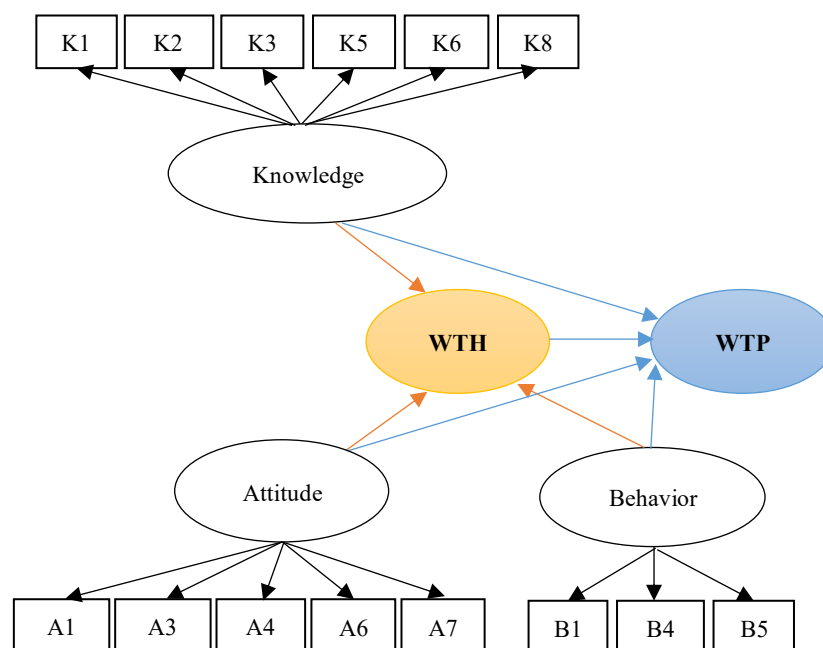 K1 K2 K3 K5 K6 K8
Knowledge
WTH WTP
Attitude Behavior
A1 A3 A4 A6 A7 B1 B4 B5